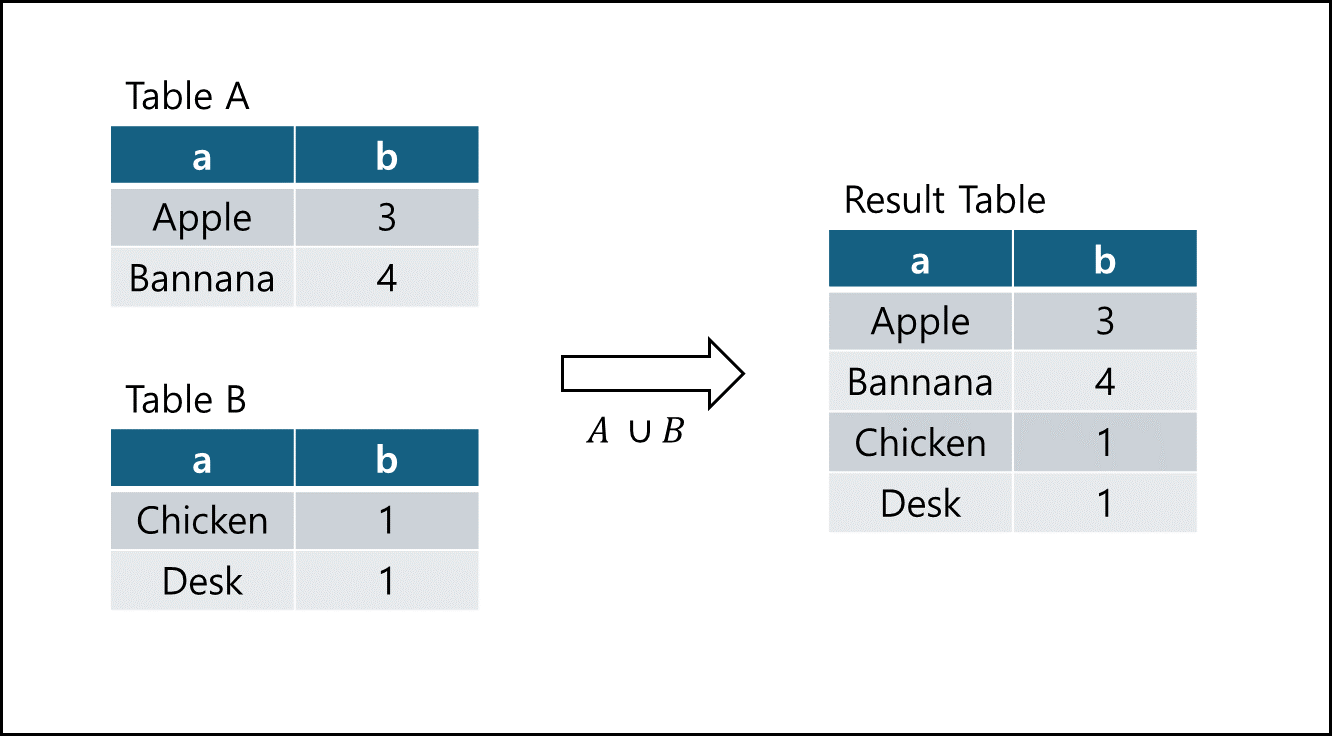 Table A
a b
Apple 3
Bannana 4
Table B
a b
Chicken 1
Desk 1
A ∪ B
Result Table
a b
Apple 3
Bannana 4
Chicken 1
Desk 1